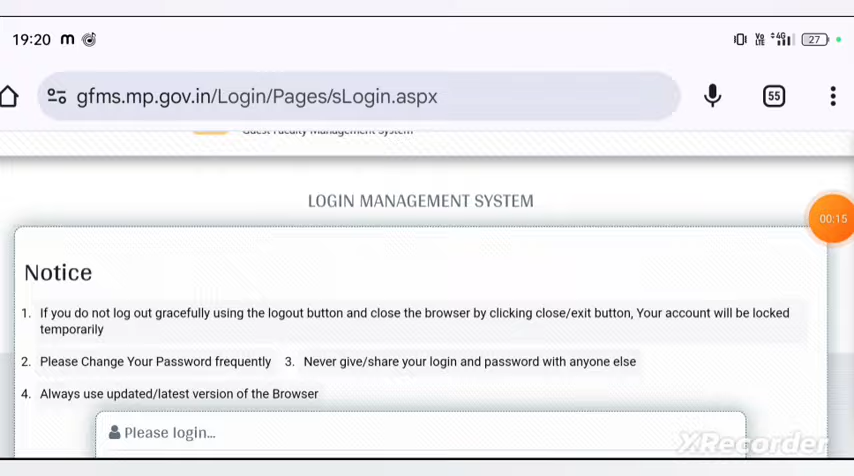 19:20 m
Vo LTE 4G 27
gfms.mp.gov.in/Login/Pages/sLogin.aspx 55
Guest Faculty Management System
LOGIN MANAGEMENT SYSTEM
00:15
Notice
1. If you do not log out gracefully using the logout button and close the browser by clicking close/exit button, Your account will be locked
temporarily
2. Please Change Your Password frequently 3. Never give/share your login and password with anyone else
4. Always use updated/latest version of the Browser
Please login...
XRecorder